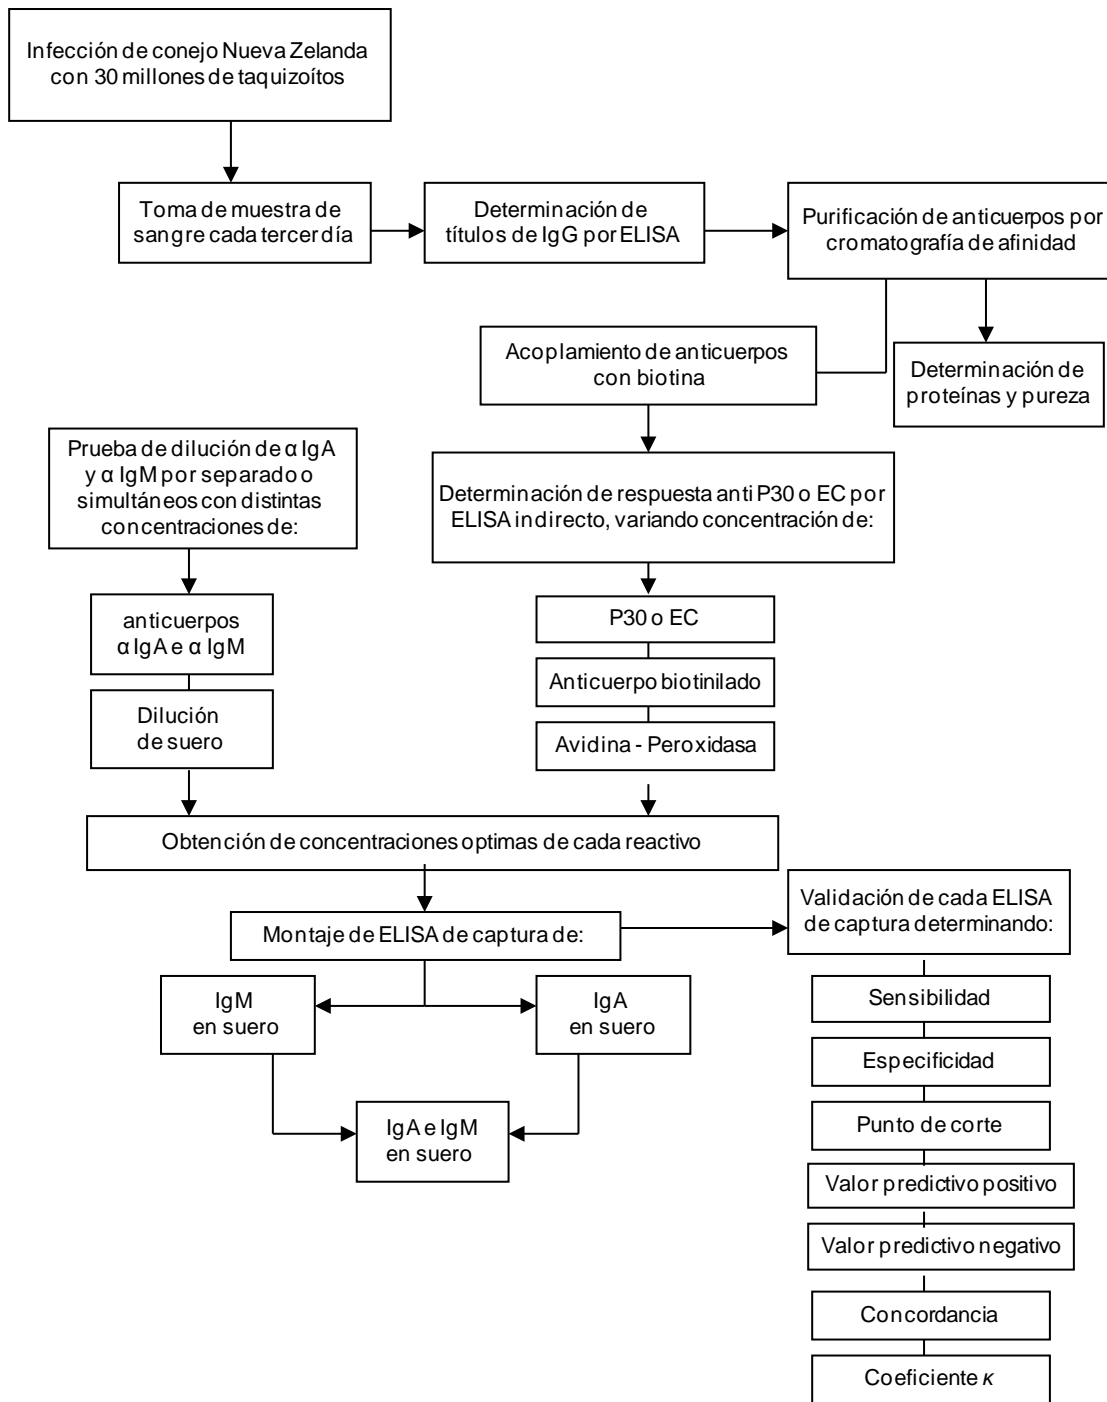 Infección de conejo Nueva Zelanda
con 30 millones de taquizoítos
Toma de muestra de
sangre cada tercer día
Determinación de
títulos de IgG por ELISA
Purificación de anticuerpos por
cromatografía de afinidad
Acoplamiento de anticuerpos
con biotina
Determinación de
proteínas y pureza
Prueba de dilución de α IgA
y α IgM por separado o
simultáneos con distintas
concentraciones de:
Determinación de respuesta anti P30 o EC por
ELISA indirecto, variando concentración de:
anticuerpos
α IgA e α IgM
Dilución
de suero
P30 o EC
Anticuerpo biotinilado
Avidina - Peroxidasa
Obtención de concentraciones optimas de cada reactivo
Montaje de ELISA de captura de:
IgM
en suero
IgA
en suero
IgA e IgM
en suero
Validación de cada ELISA
de captura determinando:
Sensibilidad
Especificidad
Punto de corte
Valor predictivo positivo
Valor predictivo negativo
Concordancia
Coeficiente κ